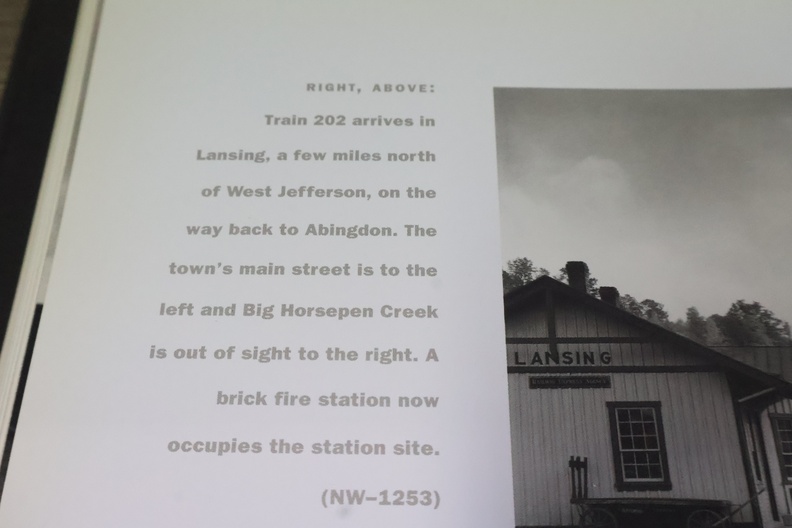 RIGHT, ABOVE:
Train 202 arrives in
Lansing, a few miles north
of West Jefferson, on the
way back to Abingdon. The
town's main street is to the
left and Big Horsepen Creek
is out of sight to the right. A
brick fire station now
occupies the station site.
(NW–1253)
LANSING